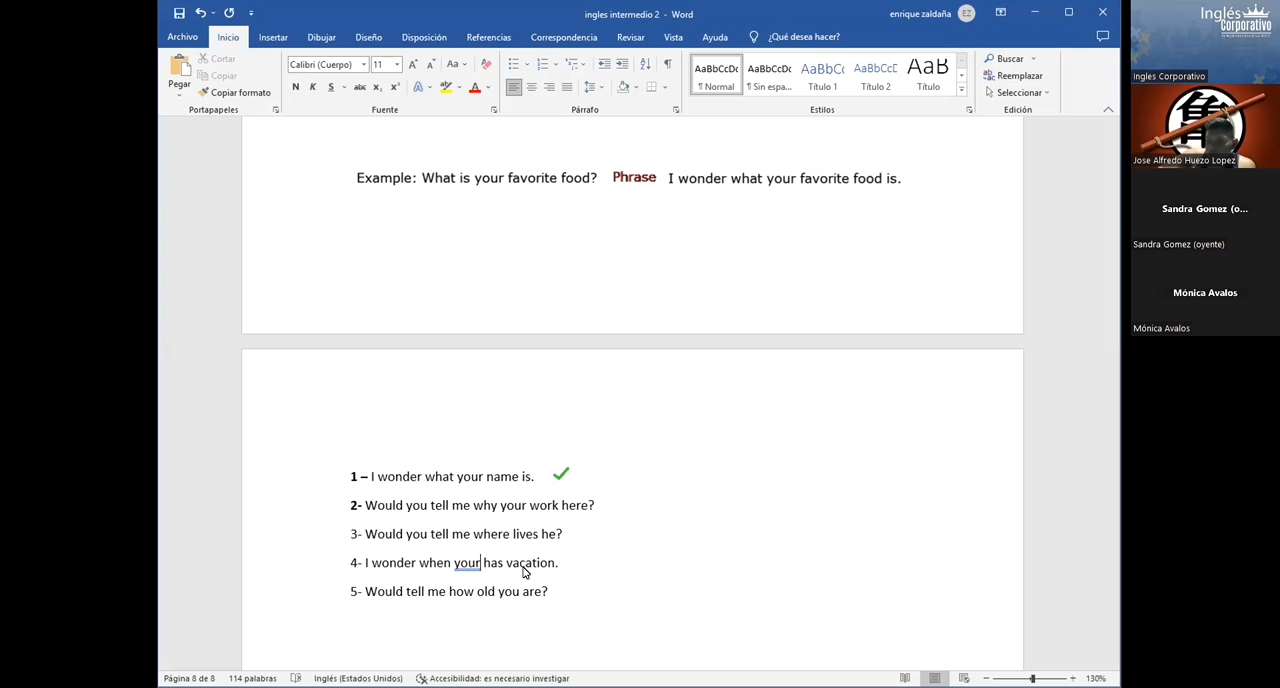 ingles intermedio 2 - Word
enrique zaldaña EZ
Archivo Inicio Insertar Dibujar Diseño Disposición Referencias Correspondencia Revisar Vista Ayuda ¿Qué desea hacer?
Pegar
Cortar
Copiar
Copiar formato
Portapapeles
Calibri (Cuerpo) 11
N K S abc x₂ x²
Fuente
Párrafo
AaBbCcDc AaBbCcDc AaBbCc AaBbCcC AaB
¶ Normal ¶ Sin espa... Título 1 Título 2 Título
Estilos
Buscar
Reemplazar
Seleccionar
Edición
Example: What is your favorite food? Phrase I wonder what your favorite food is.
1 – I wonder what your name is.
2- Would you tell me why your work here?
3- Would you tell me where lives he?
4- I wonder when your has vacation.
5- Would tell me how old you are?
Página 8 de 8 114 palabras Inglés (Estados Unidos) Accesibilidad: es necesario investigar 130%
Inglés
Corporativo
Ingles Corporativo
Jose Alfredo Huezo Lopez
Sandra Gomez (o...
Sandra Gomez (oyente)
Mónica Avalos
Mónica Avalos